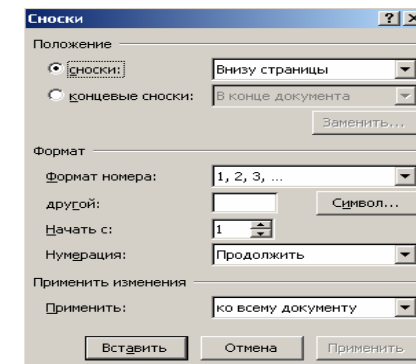 Сноски
Положение
сноски: Внизу страницы
концевые сноски: В конце документа
Заменить...
Формат
Формат номера: 1, 2, 3, ...
другой: Символ...
Начать с: 1
Нумерация: Продолжить
Применить изменения
Применить: ко всему документу
Вставить Отмена Применить